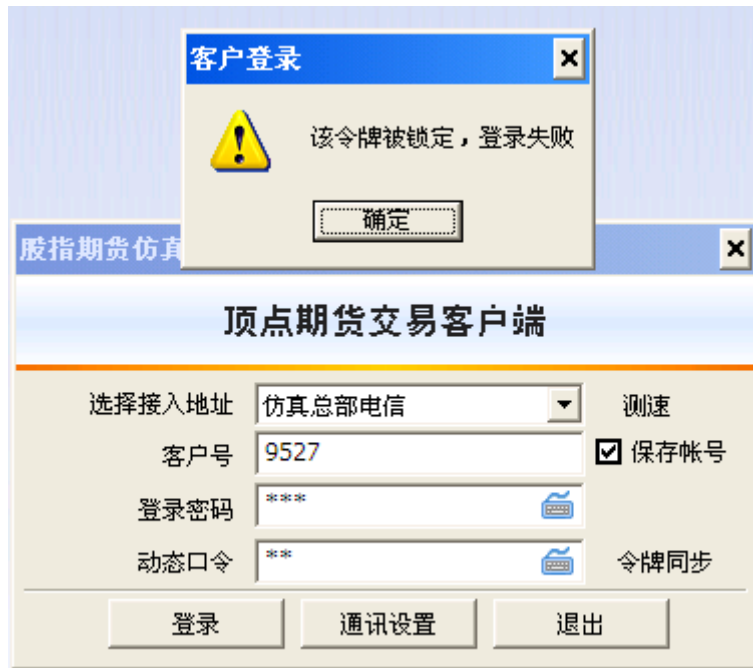 客户登录
该令牌被锁定，登录失败
确定
股指期货仿真
顶点期货交易客户端
选择接入地址 仿真总部电信 测速
客户号 9527 保存帐号
登录密码 ***
动态口令 ** 令牌同步
登录 通讯设置 退出